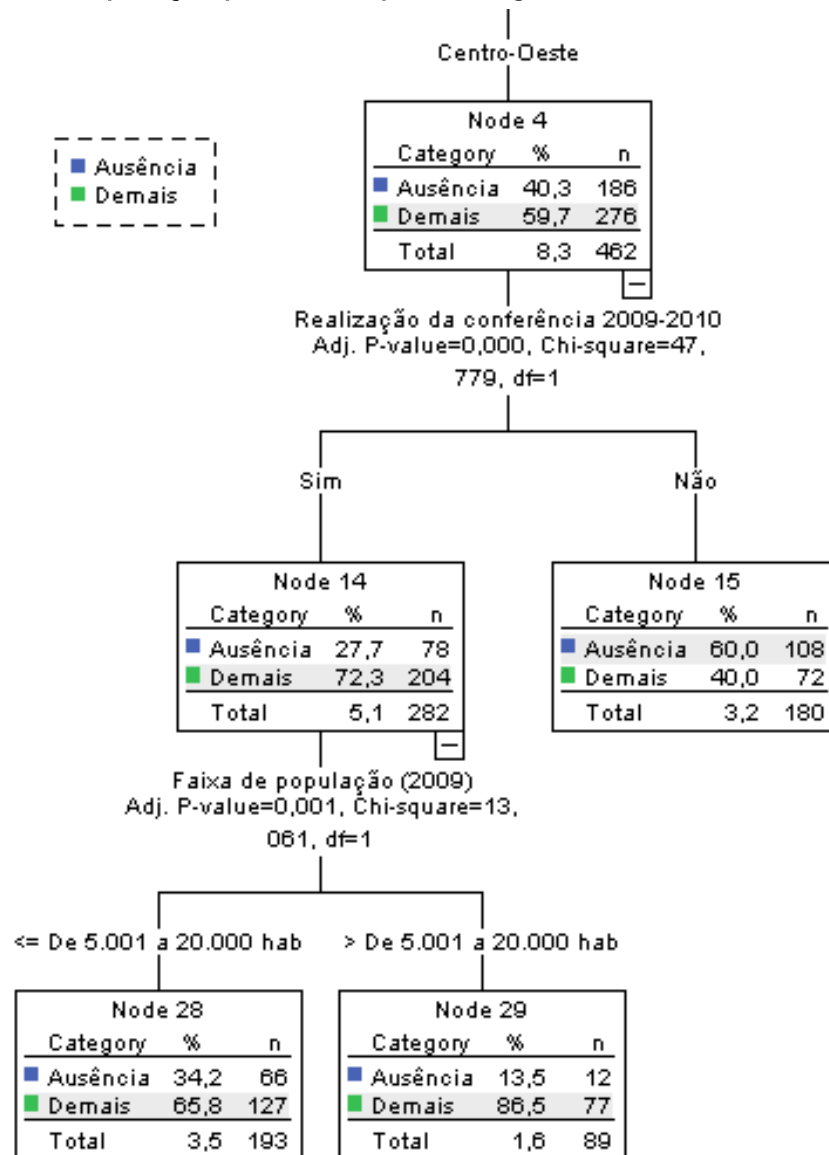 Centro-Oeste
Ausência
Demais
Node 4
Category % n
Ausência 40,3 186
Demais 59,7 276
Total 8,3 462
Realização da conferência 2009-2010
Adj. P-value=0,000, Chi-square=47,
779, df=1
Sim
Não
Node 14
Category % n
Ausência 27,7 78
Demais 72,3 204
Total 5,1 282
Node 15
Category % n
Ausência 60,0 108
Demais 40,0 72
Total 3,2 180
Faixa de população (2009)
Adj. P-value=0,001, Chi-square=13,
061, df=1
<= De 5.001 a 20.000 hab
> De 5.001 a 20.000 hab
Node 28
Category % n
Ausência 34,2 66
Demais 65,8 127
Total 3,5 193
Node 29
Category % n
Ausência 13,5 12
Demais 86,5 77
Total 1,6 89